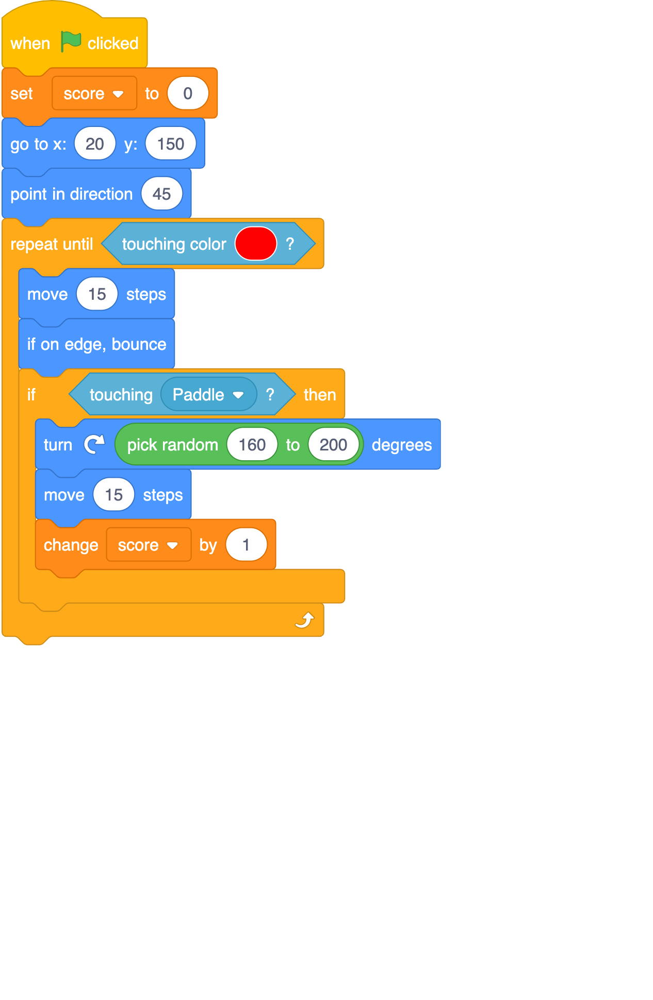 when clicked
set score to 0
go to x: 20 y: 150
point in direction 45
repeat until touching color ?
move 15 steps
if on edge, bounce
if touching Paddle ? then
turn pick random 160 to 200 degrees
move 15 steps
change score by 1